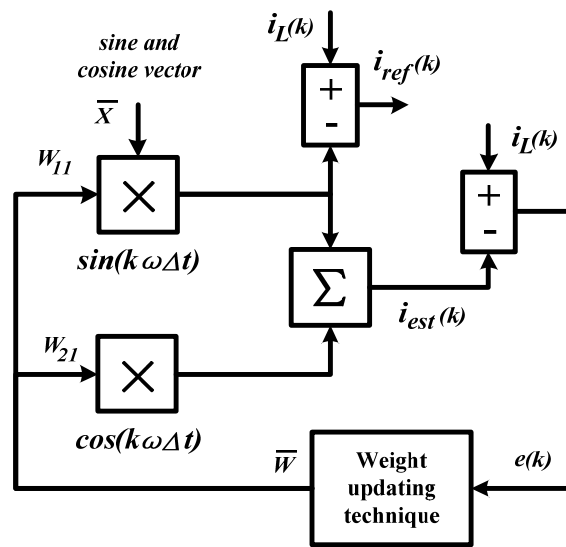 i_L(k)
sine and
cosine vector
i_ref(k)
X̅
+
-
W_11
i_L(k)
×
+
-
sin(kωΔt)
Σ
i_est(k)
W_21
×
cos(kωΔt)
W̅
Weight
updating
technique
e(k)